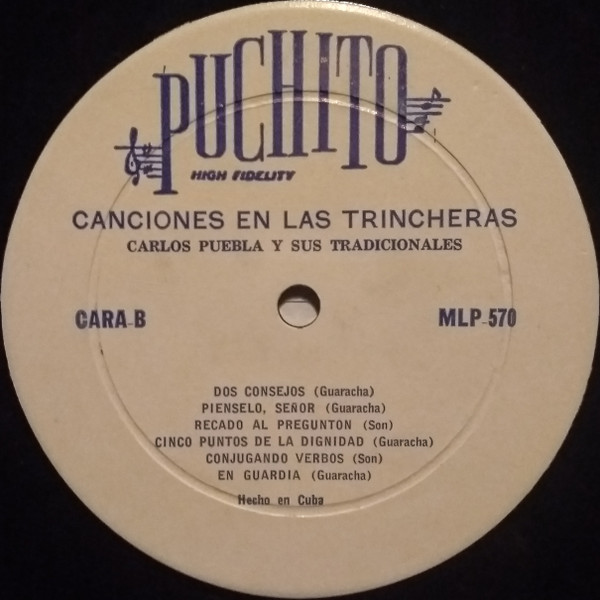 PUCHITO
HIGH FIDELITY
CANCIONES EN LAS TRINCHERAS
CARLOS PUEBLA Y SUS TRADICIONALES
CARA-B MLP-570
DOS CONSEJOS (Guaracha)
PIENSELO, SEÑOR (Guaracha)
RECADO AL PREGUNTON (Son)
CINCO PUNTOS DE LA DIGNIDAD (Guaracha)
CONJUGANDO VERBOS (Son)
EN GUARDIA (Guaracha)
Hecho en Cuba